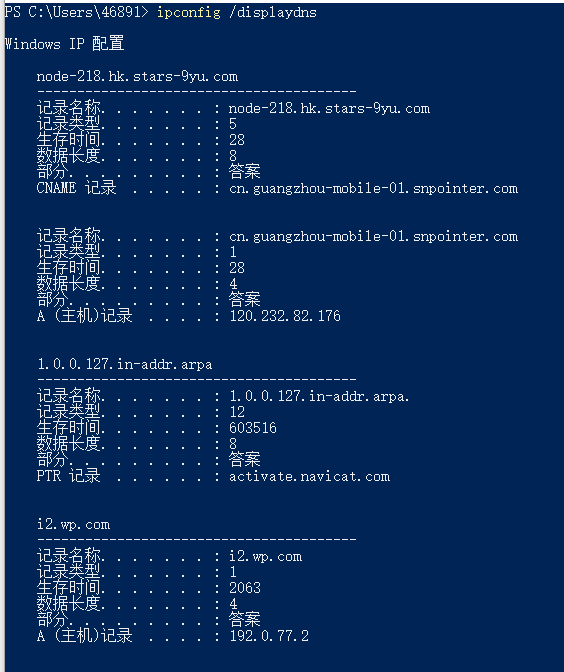 PS C:\Users\46891> ipconfig /displaydns
Windows IP 配置
node-218.hk.stars-9yu.com
----------------------------------------
记录名称. . . . . . . : node-218.hk.stars-9yu.com
记录类型. . . . . . . : 5
生存时间. . . . . . . : 28
数据长度. . . . . . . : 8
部分. . . . . . . . . : 答案
CNAME 记录  . . . . . : cn.guangzhou-mobile-01.snpointer.com
记录名称. . . . . . . : cn.guangzhou-mobile-01.snpointer.com
记录类型. . . . . . . : 1
生存时间. . . . . . . : 28
数据长度. . . . . . . : 4
部分. . . . . . . . . : 答案
A (主机)记录  . . . . : 120.232.82.176
1.0.0.127.in-addr.arpa
----------------------------------------
记录名称. . . . . . . : 1.0.0.127.in-addr.arpa.
记录类型. . . . . . . : 12
生存时间. . . . . . . : 603516
数据长度. . . . . . . : 8
部分. . . . . . . . . : 答案
PTR 记录  . . . . . . : activate.navicat.com
i2.wp.com
----------------------------------------
记录名称. . . . . . . : i2.wp.com
记录类型. . . . . . . : 1
生存时间. . . . . . . : 2063
数据长度. . . . . . . : 4
部分. . . . . . . . . : 答案
A (主机)记录  . . . . : 192.0.77.2